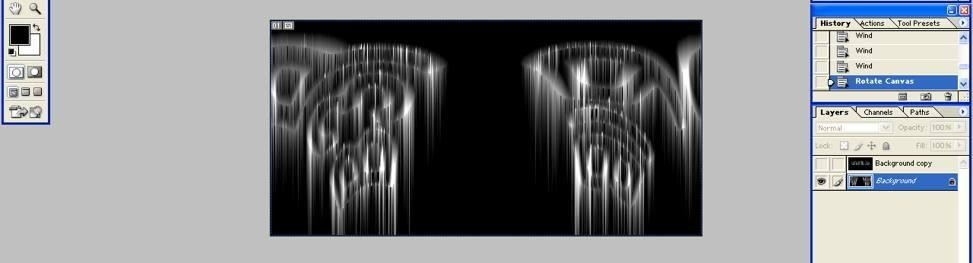 01
History Actions Tool Presets
Wind
Wind
Wind
Rotate Canvas
Layers Channels Paths
Normal Opacity: 100%
Lock: Fill: 100%
Background copy
Background